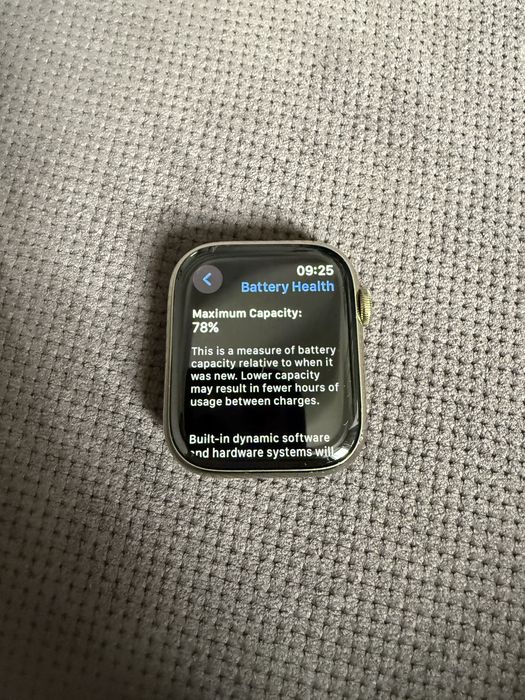 09:25
Battery Health
Maximum Capacity:
78%
This is a measure of battery
capacity relative to when it
was new. Lower capacity
may result in fewer hours of
usage between charges.
Built-in dynamic software
and hardware systems will